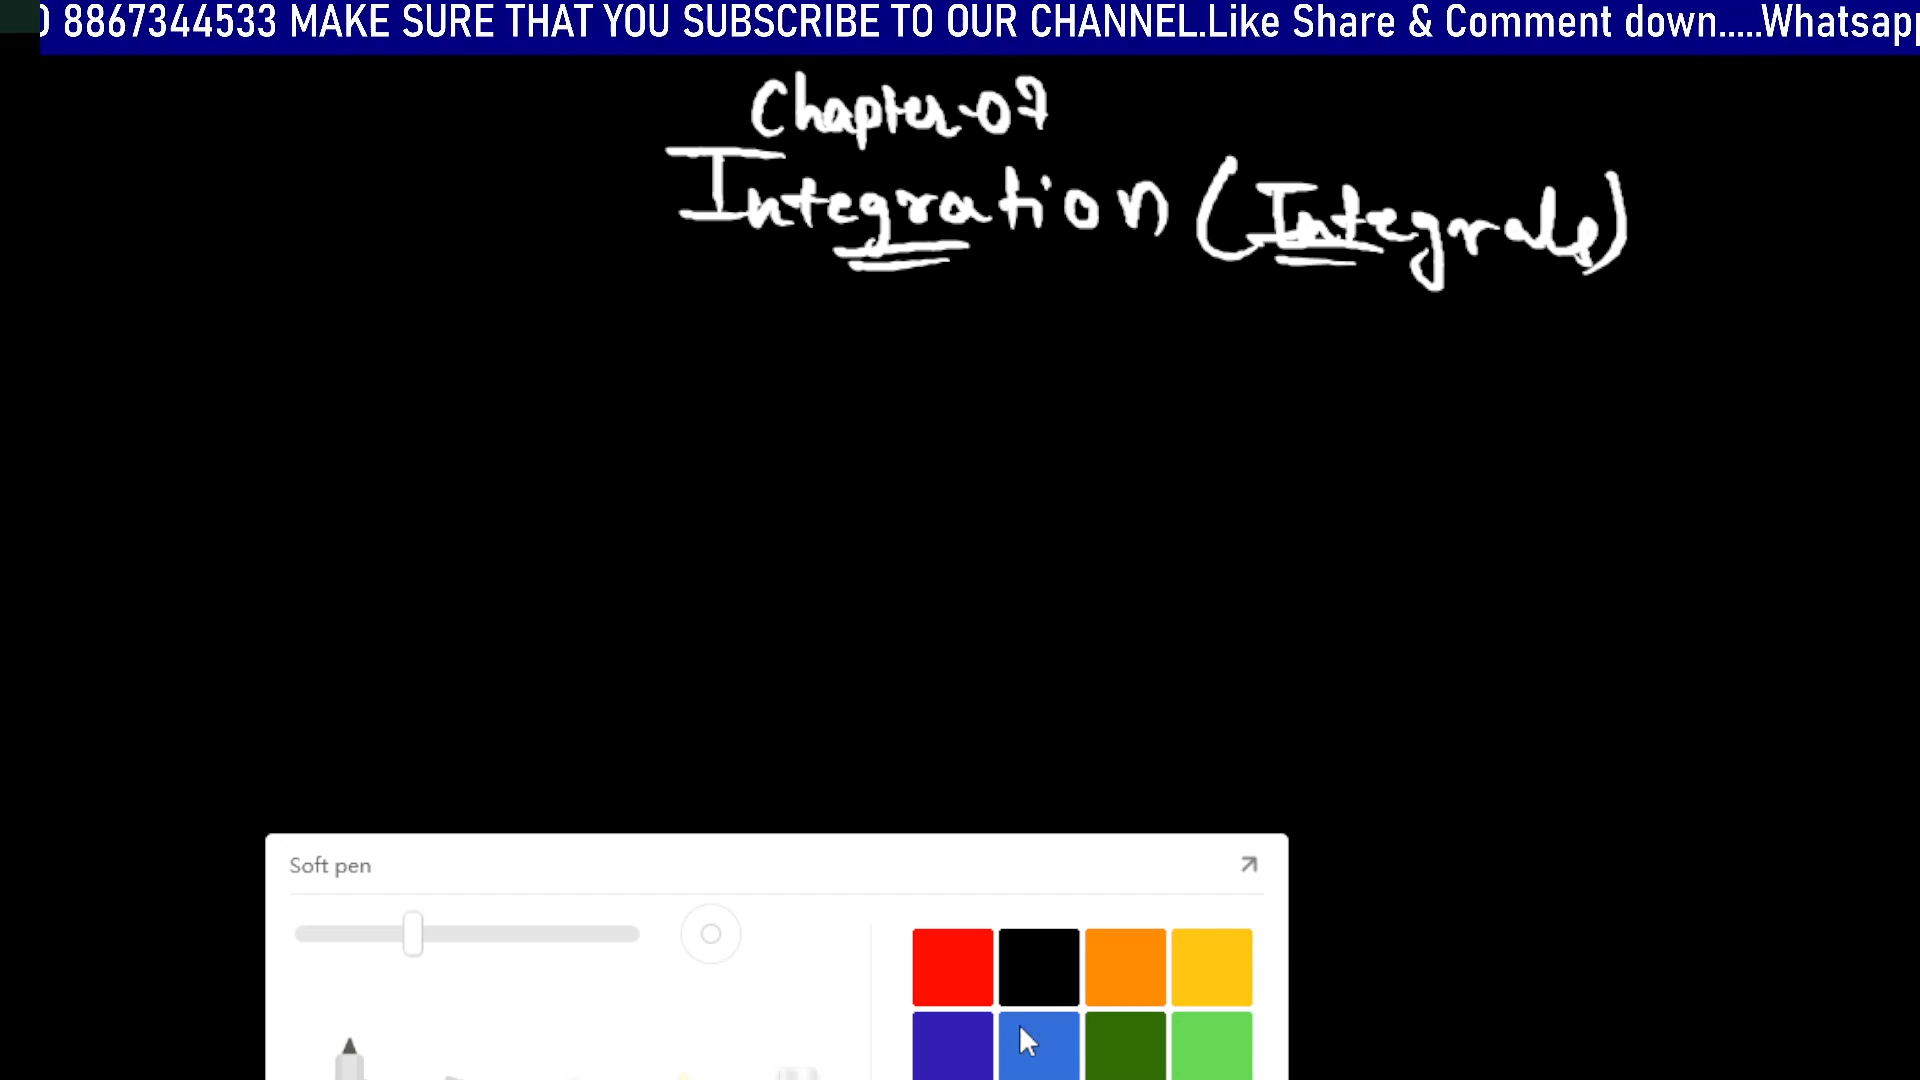 8867344533 MAKE SURE THAT YOU SUBSCRIBE TO OUR CHANNEL.Like Share & Comment down.....Whatsapp
Chapter-07
Integration (Integrals)
Soft pen